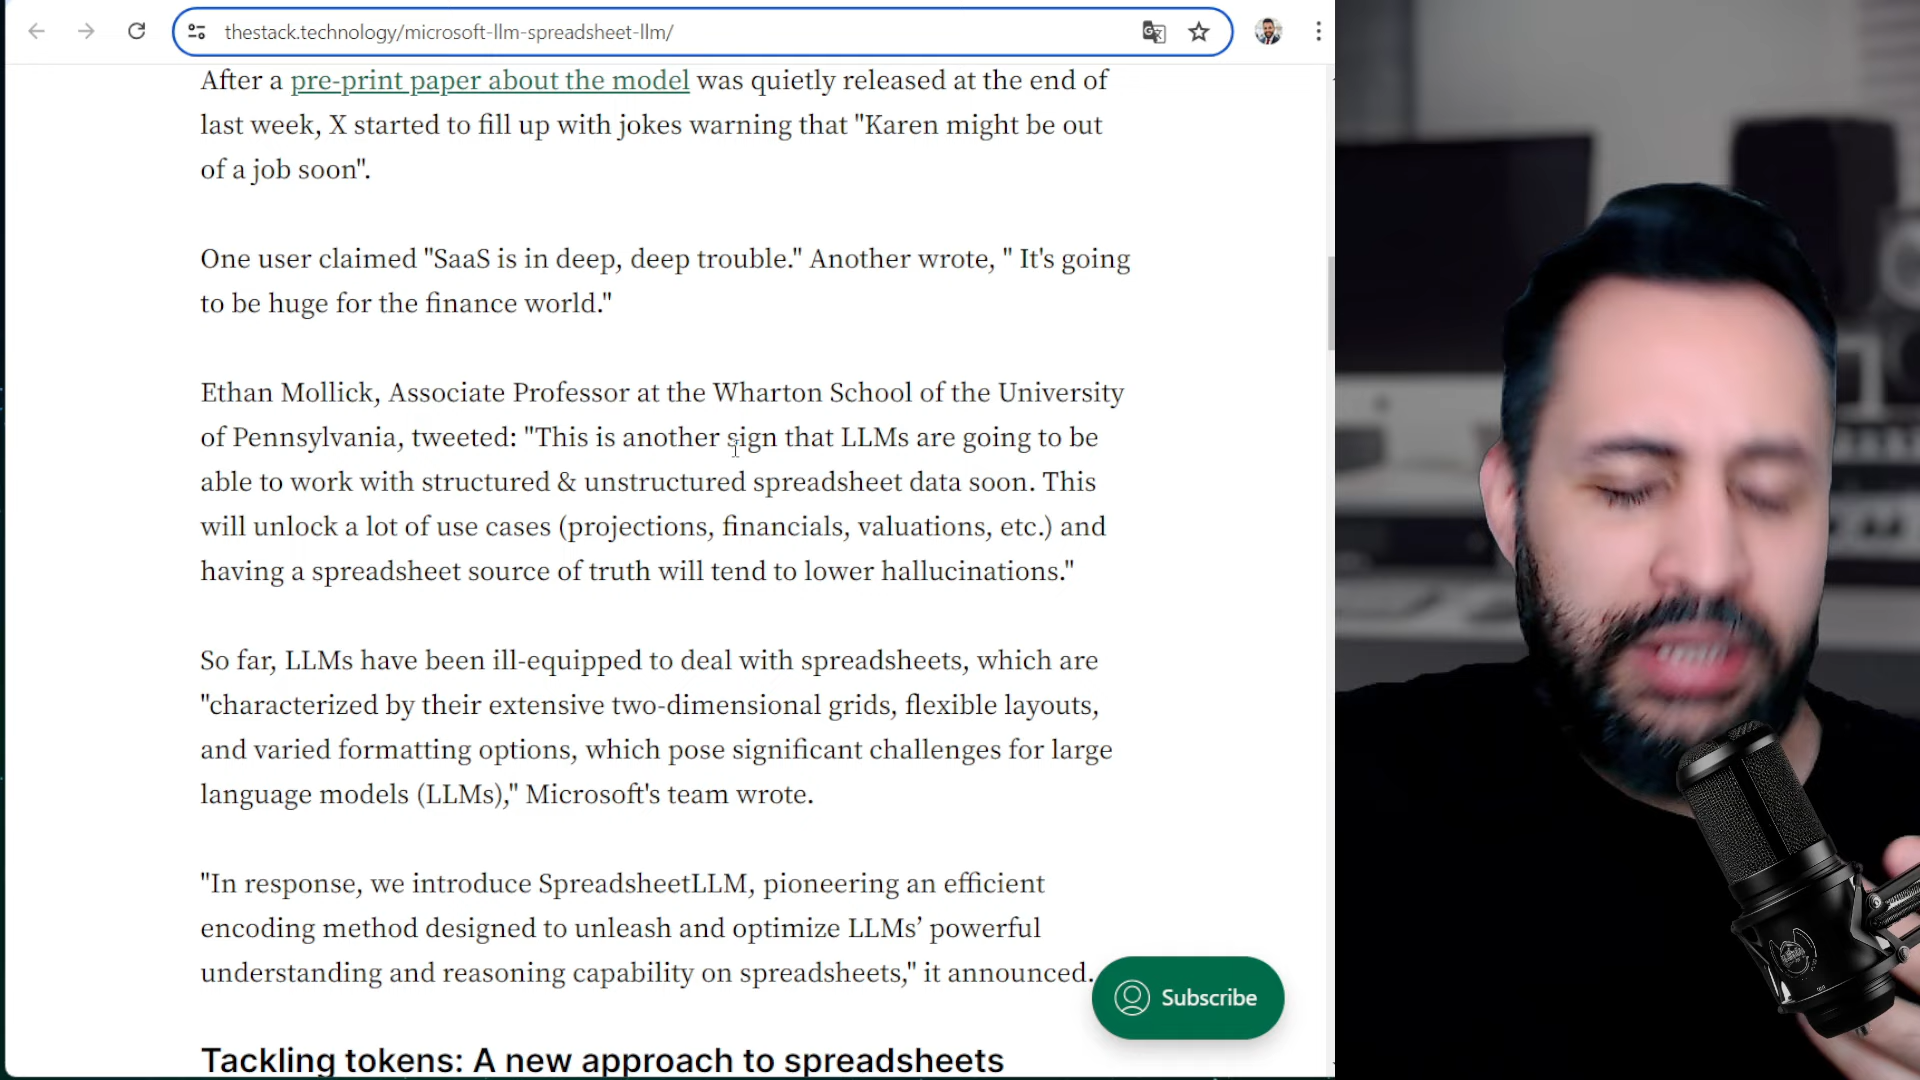 thestack.technology/microsoft-llm-spreadsheet-llm/
After a pre-print paper about the model was quietly released at the end of
last week, X started to fill up with jokes warning that "Karen might be out
of a job soon".
One user claimed "SaaS is in deep, deep trouble." Another wrote, " It's going
to be huge for the finance world."
Ethan Mollick, Associate Professor at the Wharton School of the University
of Pennsylvania, tweeted: "This is another sign that LLMs are going to be
able to work with structured & unstructured spreadsheet data soon. This
will unlock a lot of use cases (projections, financials, valuations, etc.) and
having a spreadsheet source of truth will tend to lower hallucinations."
So far, LLMs have been ill-equipped to deal with spreadsheets, which are
"characterized by their extensive two-dimensional grids, flexible layouts,
and varied formatting options, which pose significant challenges for large
language models (LLMs)," Microsoft's team wrote.
"In response, we introduce SpreadsheetLLM, pioneering an efficient
encoding method designed to unleash and optimize LLMs’ powerful
understanding and reasoning capability on spreadsheets," it announced.
Subscribe
Tackling tokens: A new approach to spreadsheets